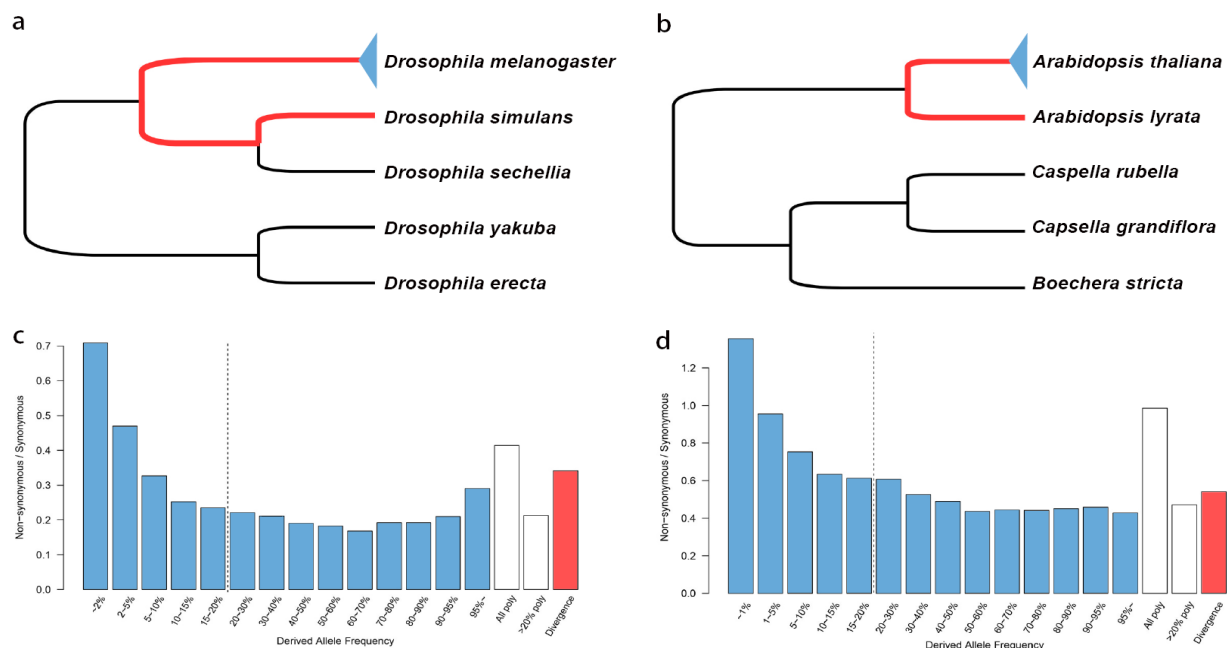 a
Drosophila melanogaster
Drosophila simulans
Drosophila sechellia
Drosophila yakuba
Drosophila erecta
b
Arabidopsis thaliana
Arabidopsis lyrata
Caspella rubella
Capsella grandiflora
Boechera stricta
c
Non-synonymous / Synonymous
0.7
0.6
0.5
0.4
0.3
0.2
0.1
0.0
~2%
2~5%
5~10%
10~15%
15~20%
20~30%
30~40%
40~50%
50~60%
60~70%
70~80%
80~90%
90~95%
95%~
All poly
>20% poly
Divergence
Derived Allele Frequency
d
Non-synonymous / Synonymous
1.2
1.0
0.8
0.6
0.4
0.2
0.0
~1%
1~5%
5~10%
10~15%
15~20%
20~30%
30~40%
40~50%
50~60%
60~70%
70~80%
80~90%
90~95%
95%~
All poly
>20% poly
Divergence
Derived Allele Frequency